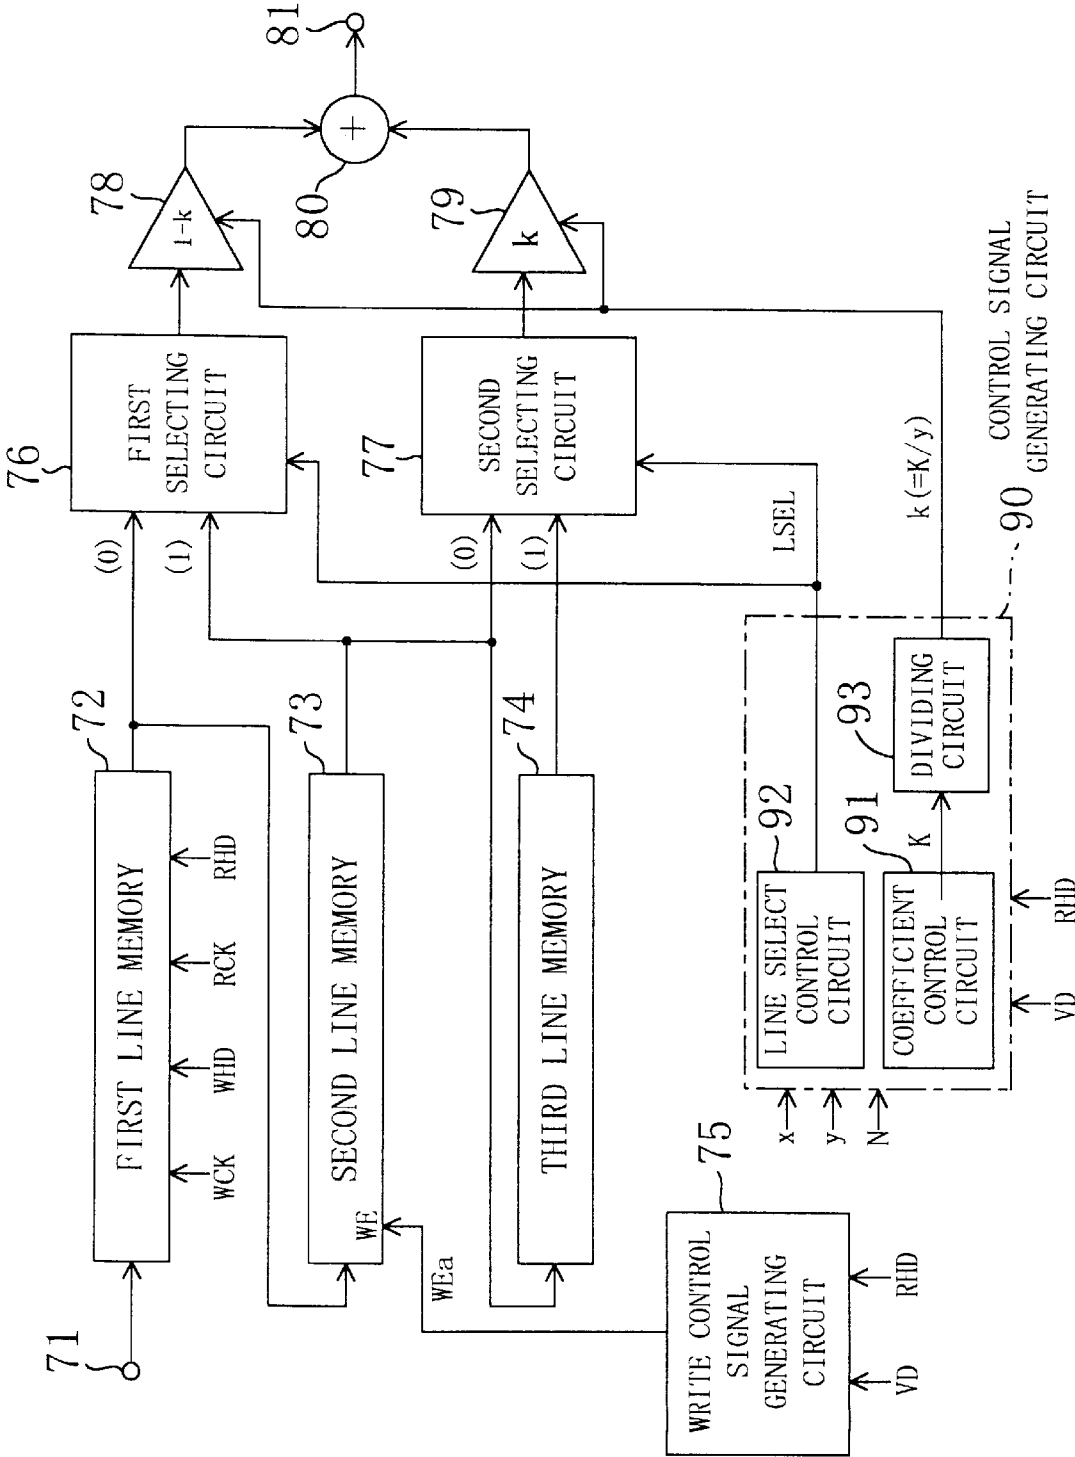 71
FIRST LINE MEMORY
72
WCK
WHD
RCK
RHD
SECOND LINE MEMORY
73
WE
WEa
THIRD LINE MEMORY
74
WRITE CONTROL
SIGNAL
GENERATING
CIRCUIT
75
VD
RHD
(0)
(1)
FIRST
SELECTING
CIRCUIT
76
(0)
(1)
SECOND
SELECTING
CIRCUIT
77
LSEL
1-k
78
k
79
+
80
81
x
y
N
LINE SELECT
CONTROL
CIRCUIT
92
COEFFICIENT
CONTROL
CIRCUIT
91
K
DIVIDING
CIRCUIT
93
k(=K/y)
VD
RHD
90
CONTROL SIGNAL
GENERATING CIRCUIT